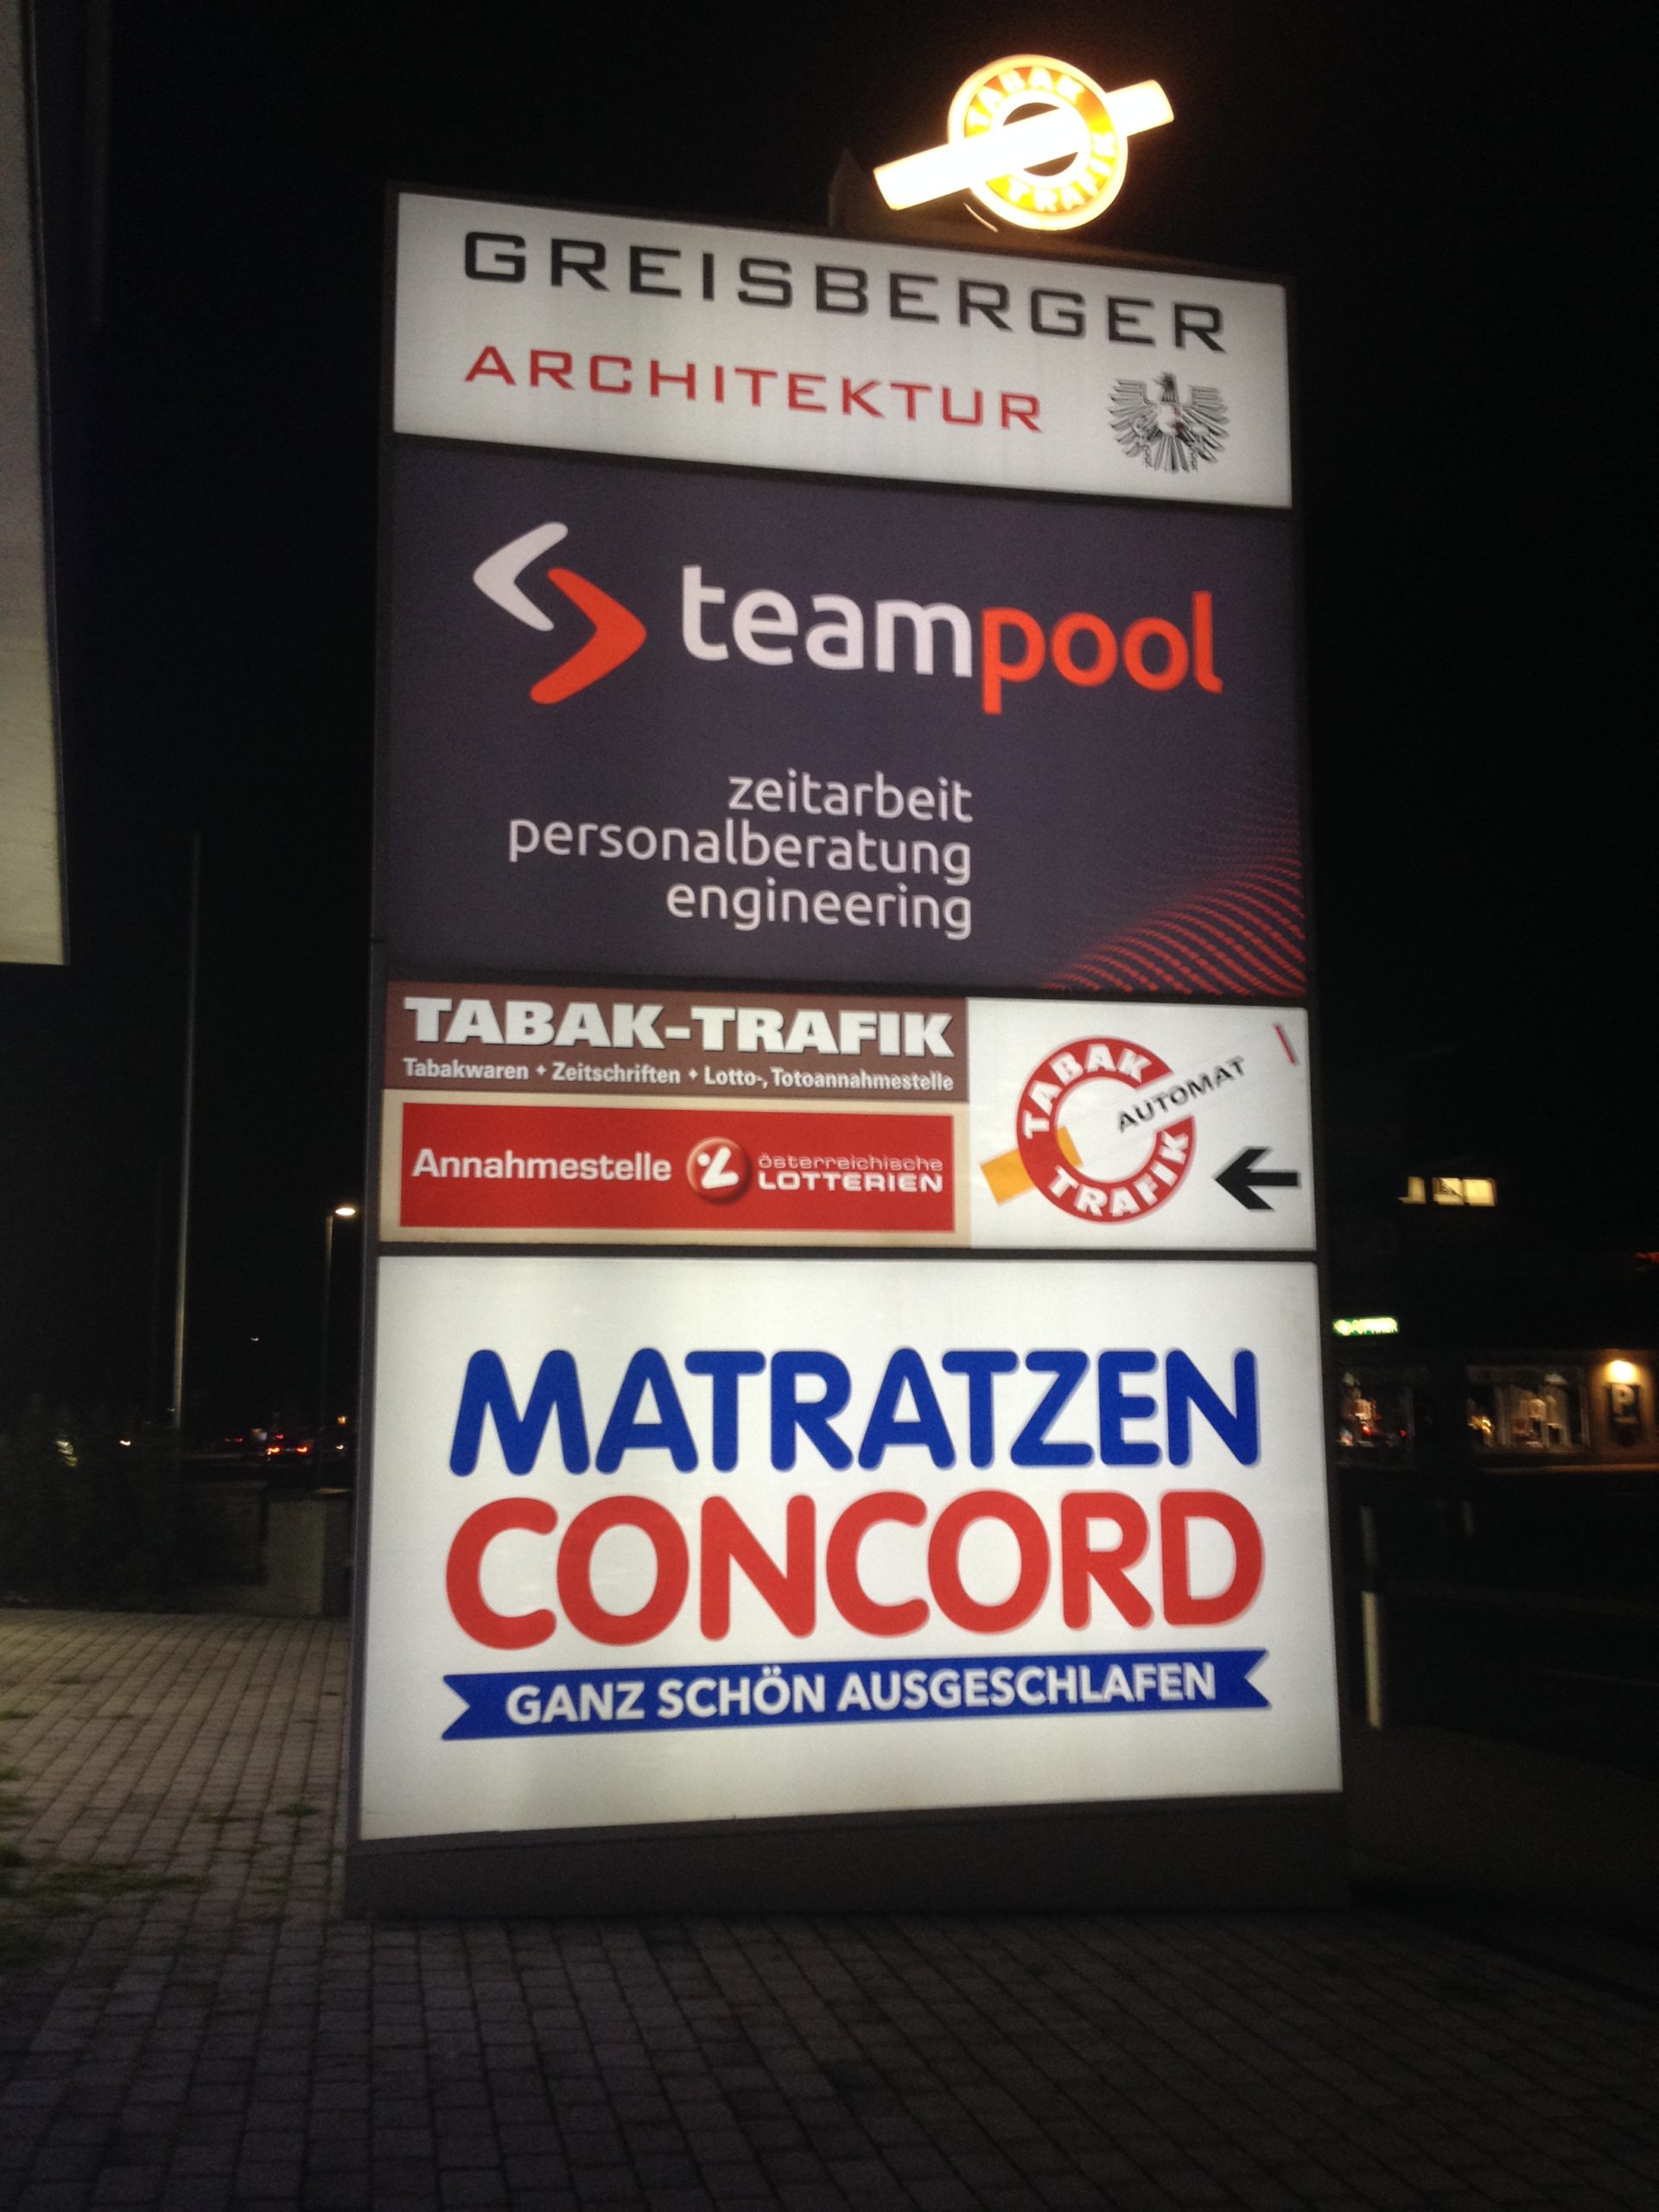 TABAK
TRAFIK
GREISBERGER
ARCHITEKTUR
teampool
zeitarbeit
personalberatung
engineering
TABAK-TRAFIK
Tabakwaren + Zeitschriften + Lotto-, Totoannahmestelle
Annahmestelle
österreichische
LOTTERIEN
TABAK
AUTOMAT
TRAFIK
MATRATZEN
CONCORD
GANZ SCHÖN AUSGESCHLAFEN
P